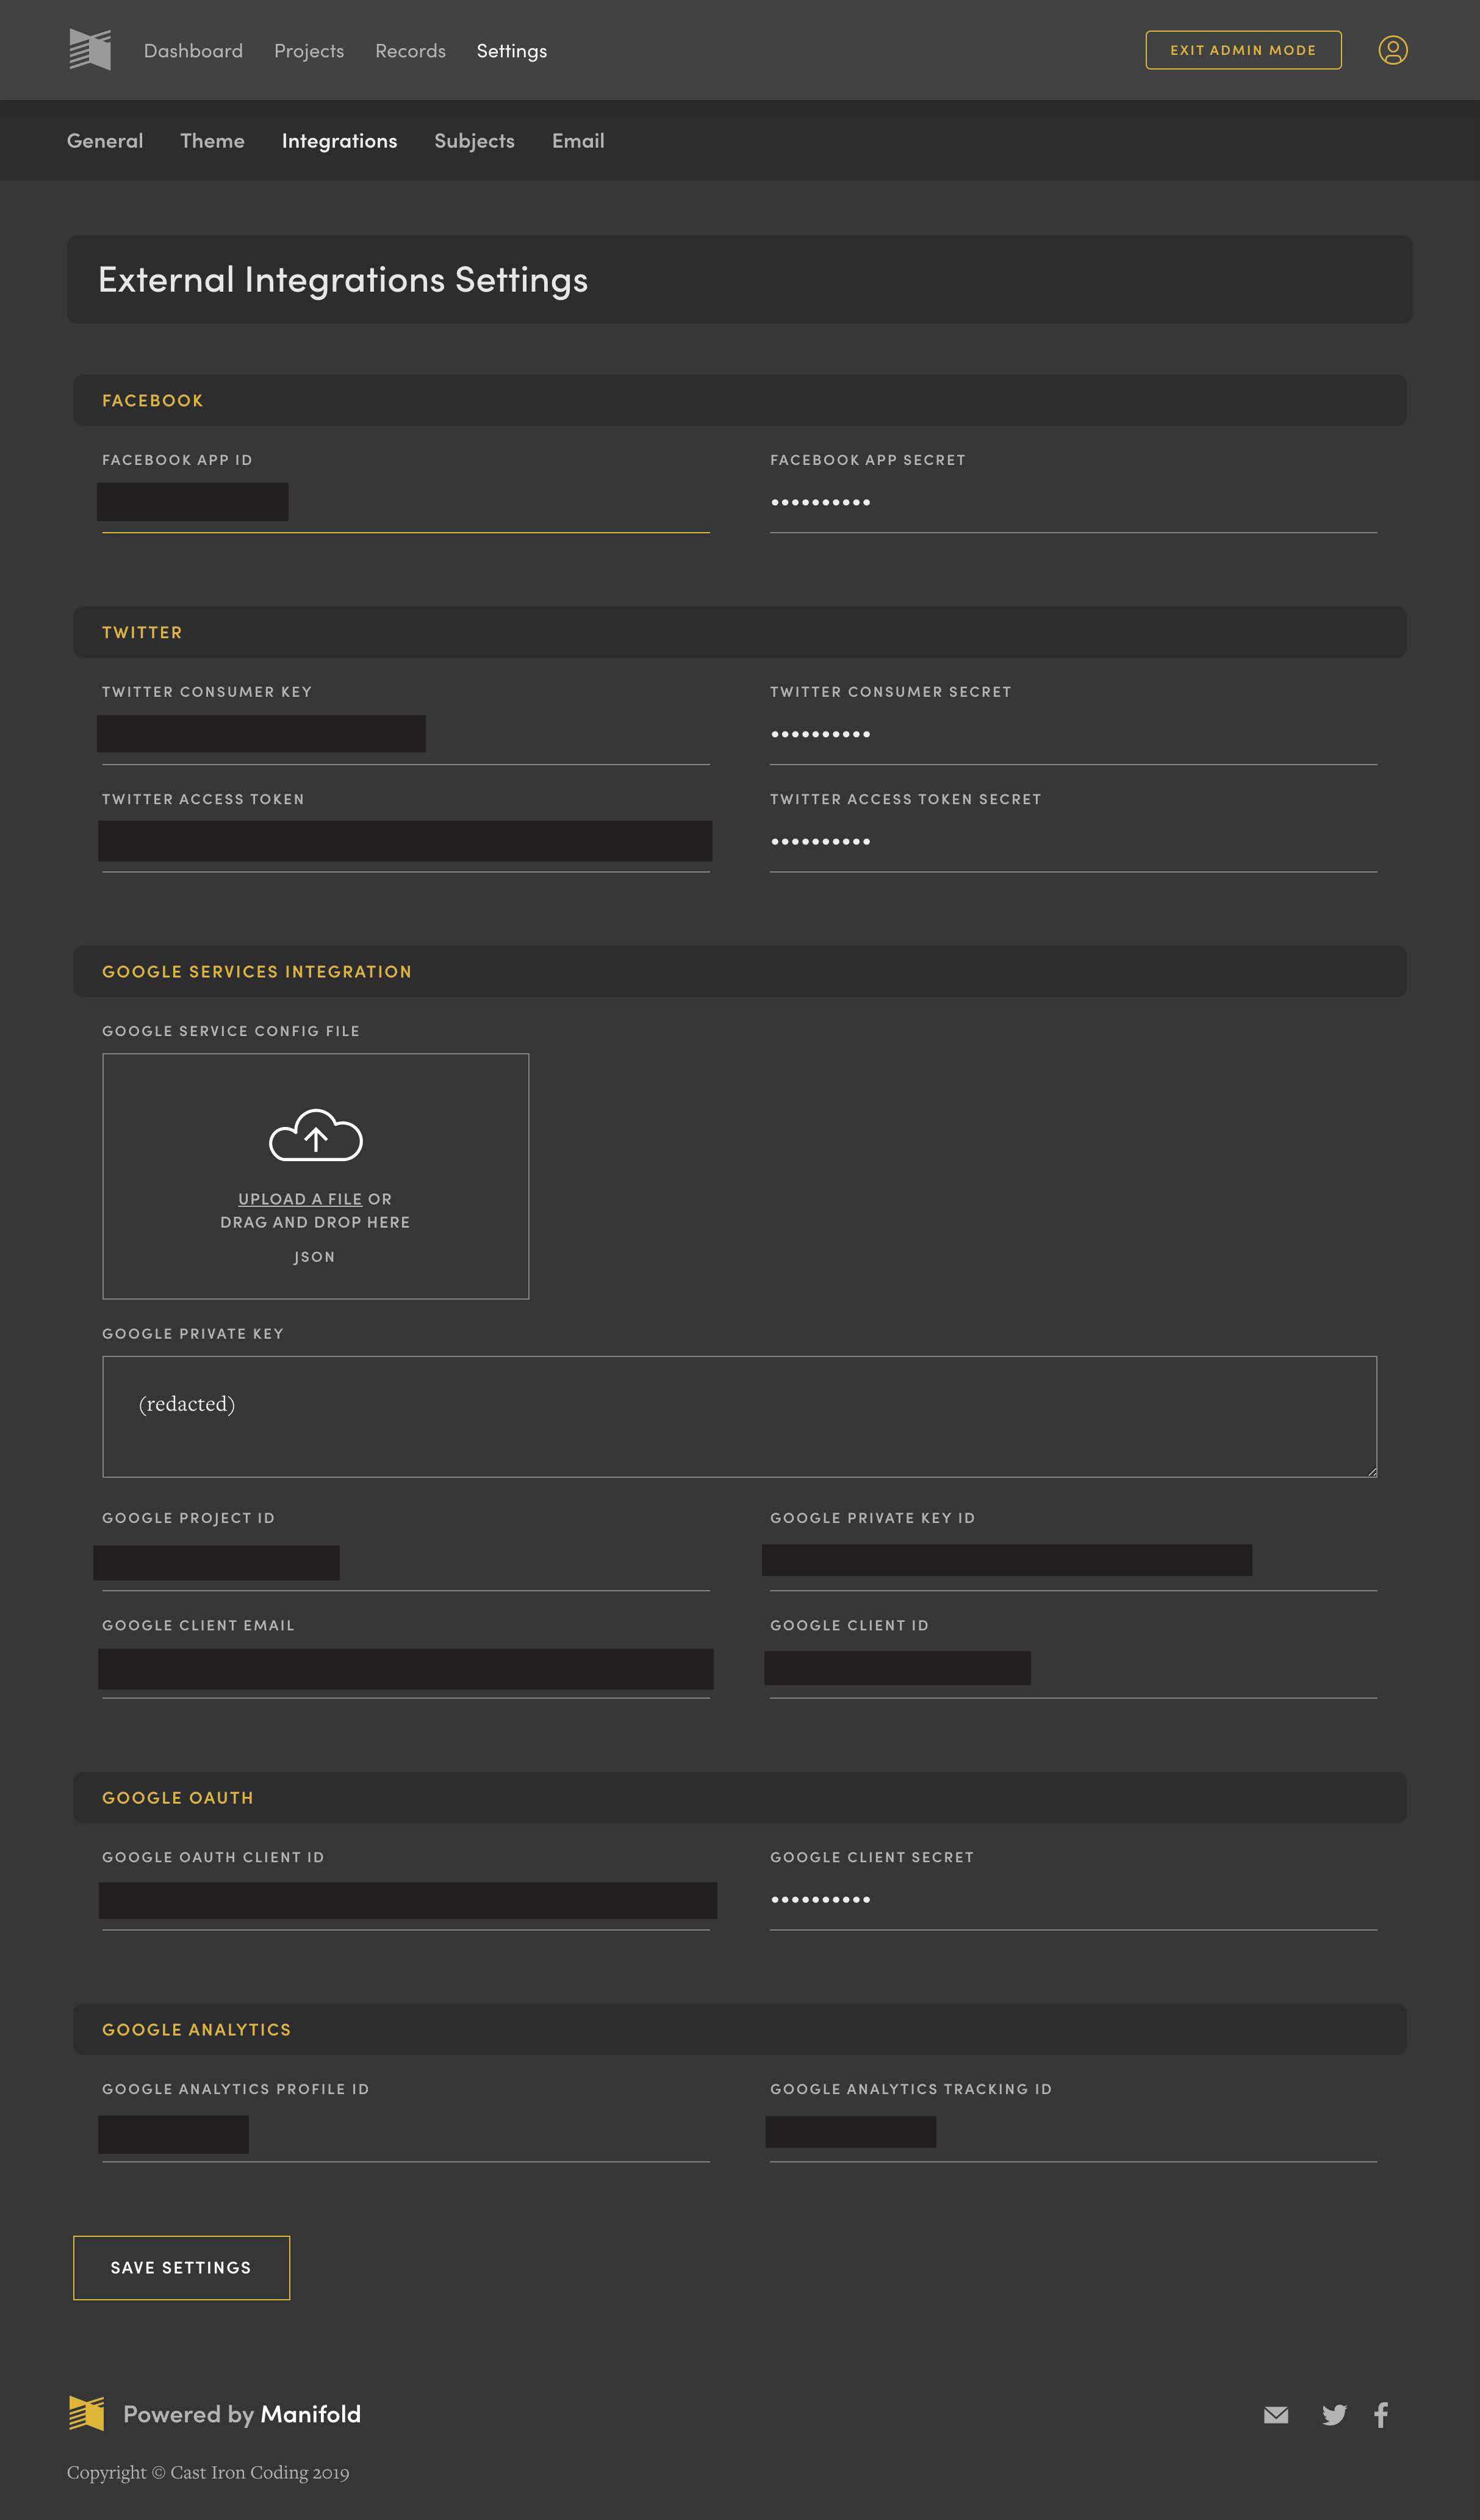 Dashboard Projects Records Settings EXIT ADMIN MODE
General Theme Integrations Subjects Email
External Integrations Settings
FACEBOOK
FACEBOOK APP ID FACEBOOK APP SECRET
••••••••••
TWITTER
TWITTER CONSUMER KEY TWITTER CONSUMER SECRET
••••••••••
TWITTER ACCESS TOKEN TWITTER ACCESS TOKEN SECRET
••••••••••
GOOGLE SERVICES INTEGRATION
GOOGLE SERVICE CONFIG FILE
UPLOAD A FILE OR
DRAG AND DROP HERE
JSON
GOOGLE PRIVATE KEY
(redacted)
GOOGLE PROJECT ID GOOGLE PRIVATE KEY ID
GOOGLE CLIENT EMAIL GOOGLE CLIENT ID
GOOGLE OAUTH
GOOGLE OAUTH CLIENT ID GOOGLE CLIENT SECRET
••••••••••
GOOGLE ANALYTICS
GOOGLE ANALYTICS PROFILE ID GOOGLE ANALYTICS TRACKING ID
SAVE SETTINGS
Powered by Manifold
Copyright © Cast Iron Coding 2019